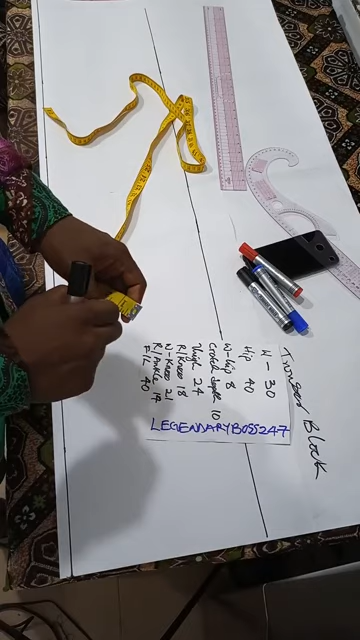 Trouser Block
W - 30
Hip 40
W-hip 8
Crotch depth 10
Thigh 24
R/Knee 18
W-Knee 21
R/Ankle 14
F/L 40
LEGENDARYBOSS247